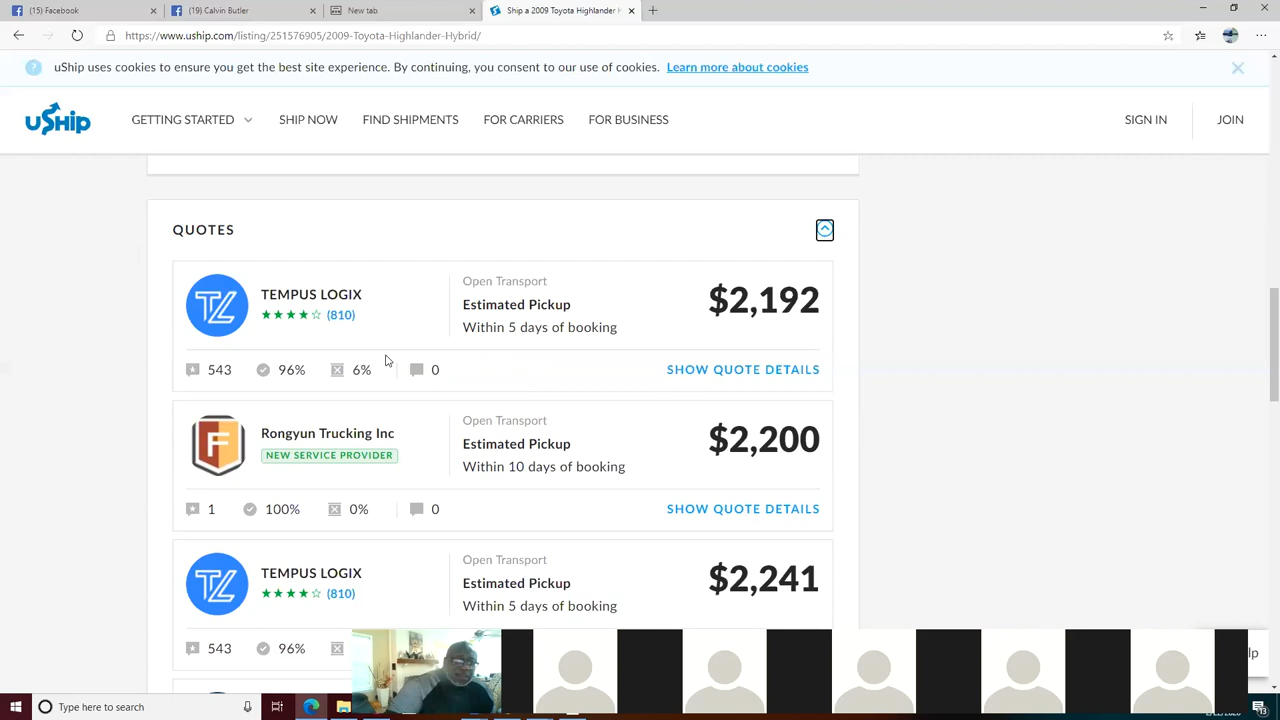 (15) Facebook
(7) Calvin Butler
New tab
Ship a 2009 Toyota Highlander H
https://www.uship.com/listing/251576905/2009-Toyota-Highlander-Hybrid/
? uShip uses cookies to ensure you get the best site experience. By continuing, you consent to our use of cookies. Learn more about cookies
uShip
GETTING STARTED
SHIP NOW
FIND SHIPMENTS
FOR CARRIERS
FOR BUSINESS
SIGN IN
JOIN
QUOTES
TL
TEMPUS LOGIX
(810)
Open Transport
Estimated Pickup
Within 5 days of booking
$2,192
543 96% 6% 0
SHOW QUOTE DETAILS
F
Rongyun Trucking Inc
NEW SERVICE PROVIDER
Open Transport
Estimated Pickup
Within 10 days of booking
$2,200
1 100% 0% 0
SHOW QUOTE DETAILS
TL
TEMPUS LOGIX
(810)
Open Transport
Estimated Pickup
Within 5 days of booking
$2,241
543 96%
lp
Type here to search